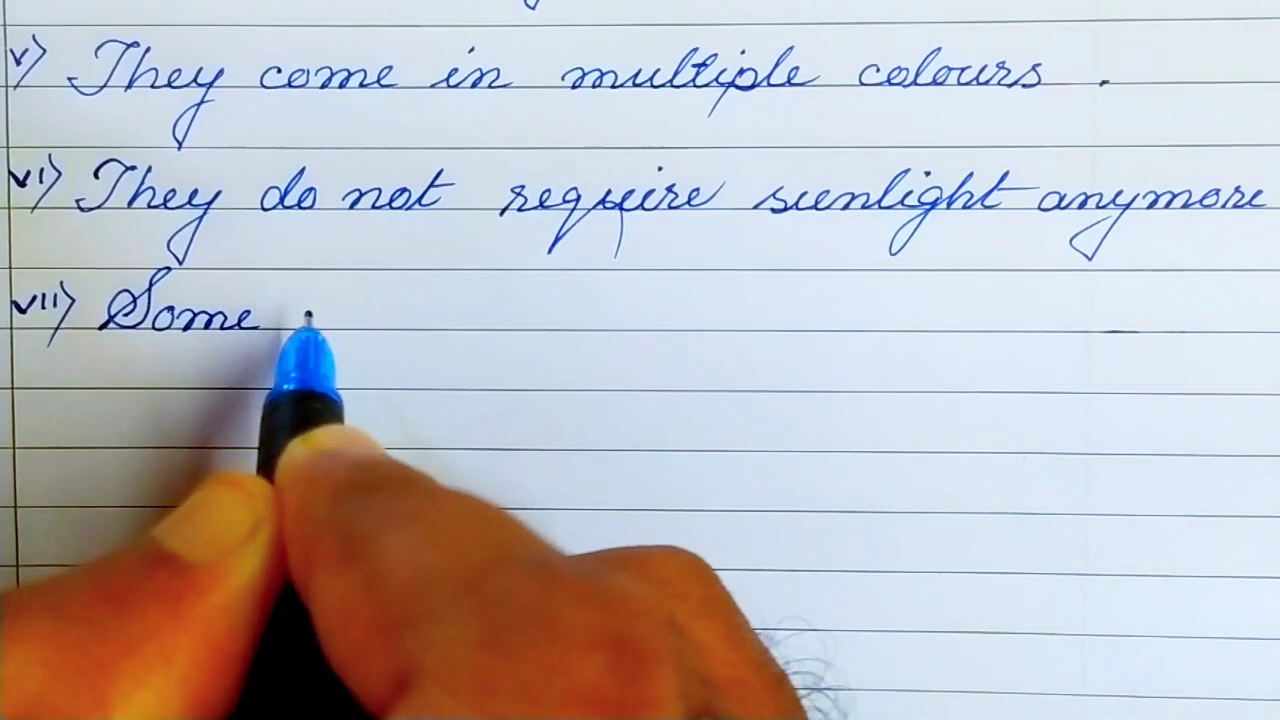 v) They come in multiple colours .
vi) They do not require sunlight anymore
vii) Some